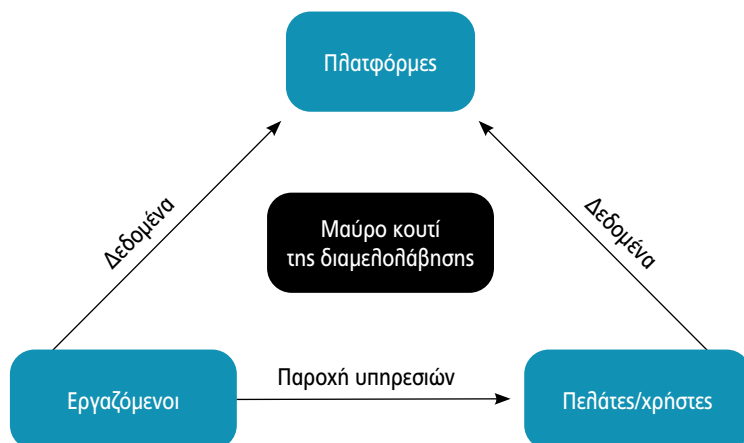 Πλατφόρμες
Δεδομένα
Δεδομένα
Μαύρο κουτί
της διαμελολάβησης
Εργαζόμενοι
Παροχή υπηρεσιών
Πελάτες/χρήστες